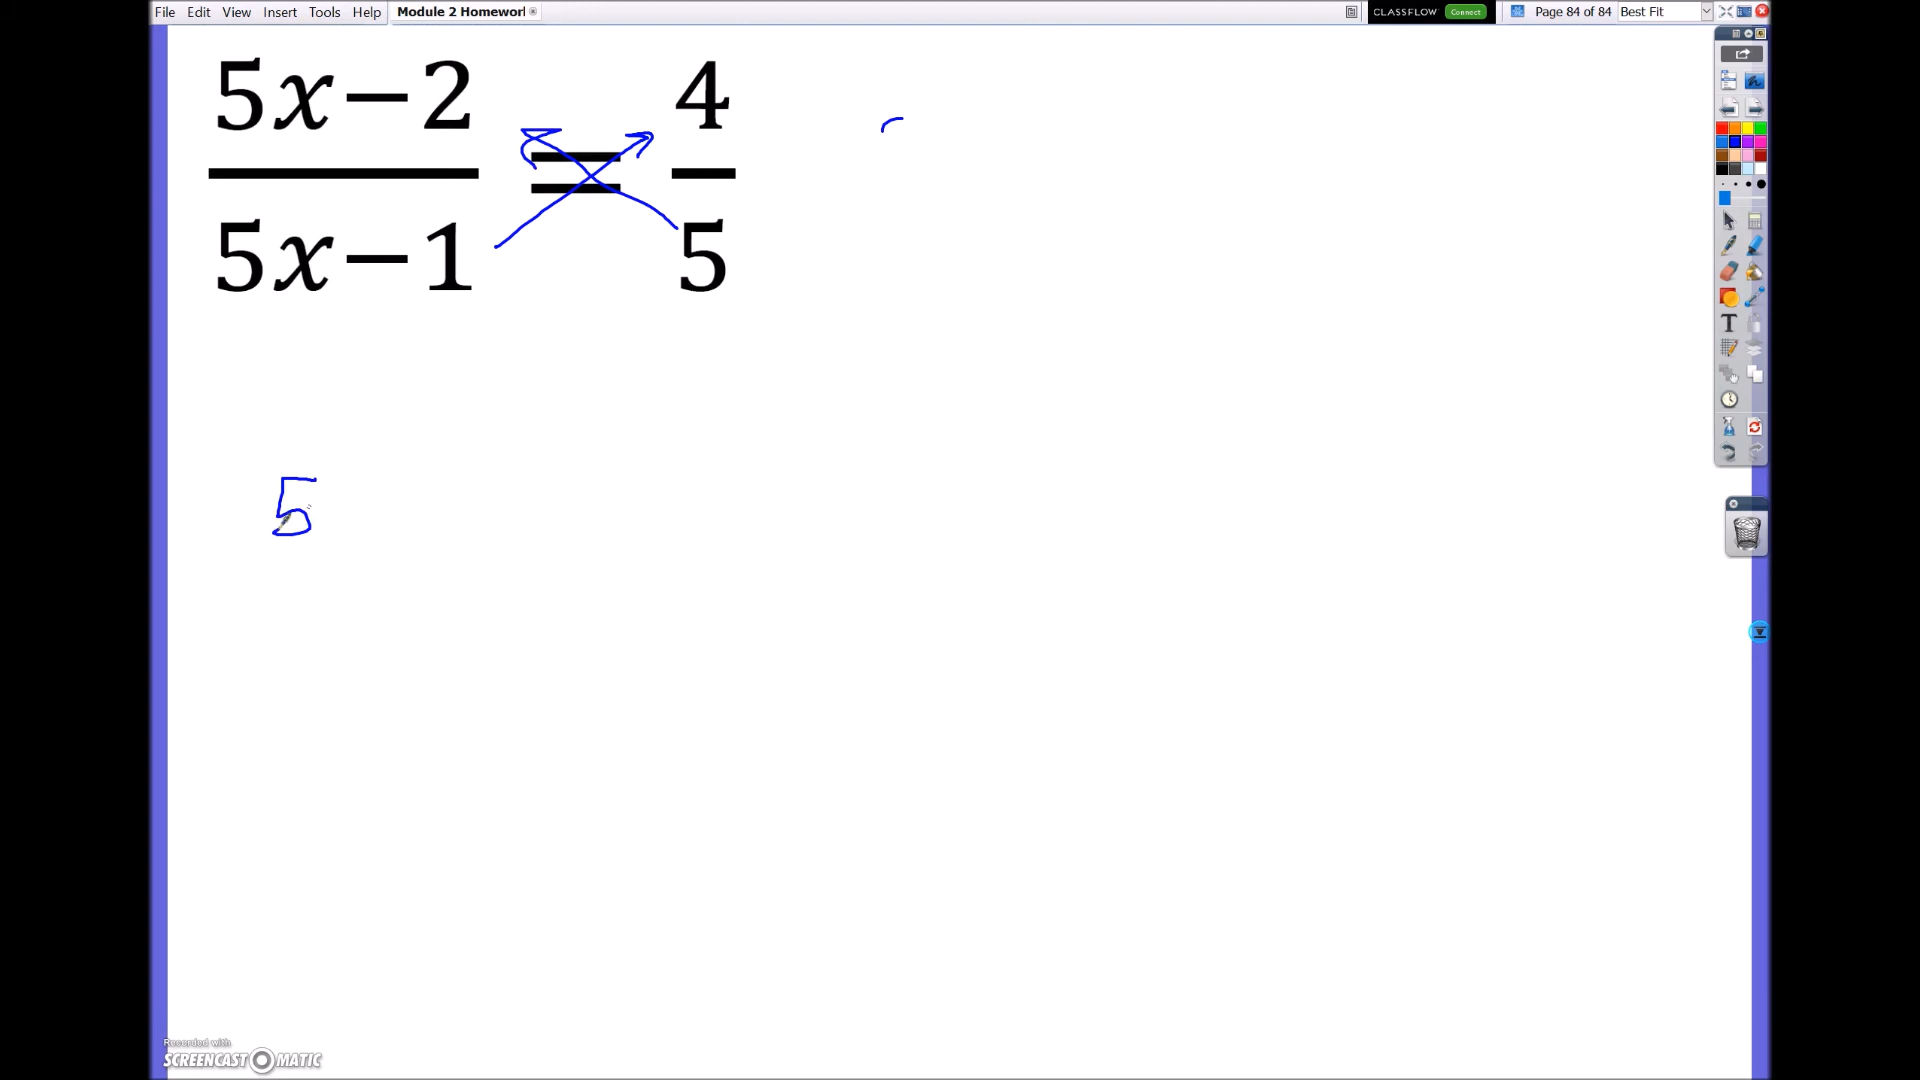 File Edit View Insert Tools Help Module 2 Homework CLASSFLOW Connect Page 84 of 84 Best Fit
5x−2 4
=
5x−1 5
5
T
Recorded with
SCREENCAST O MATIC